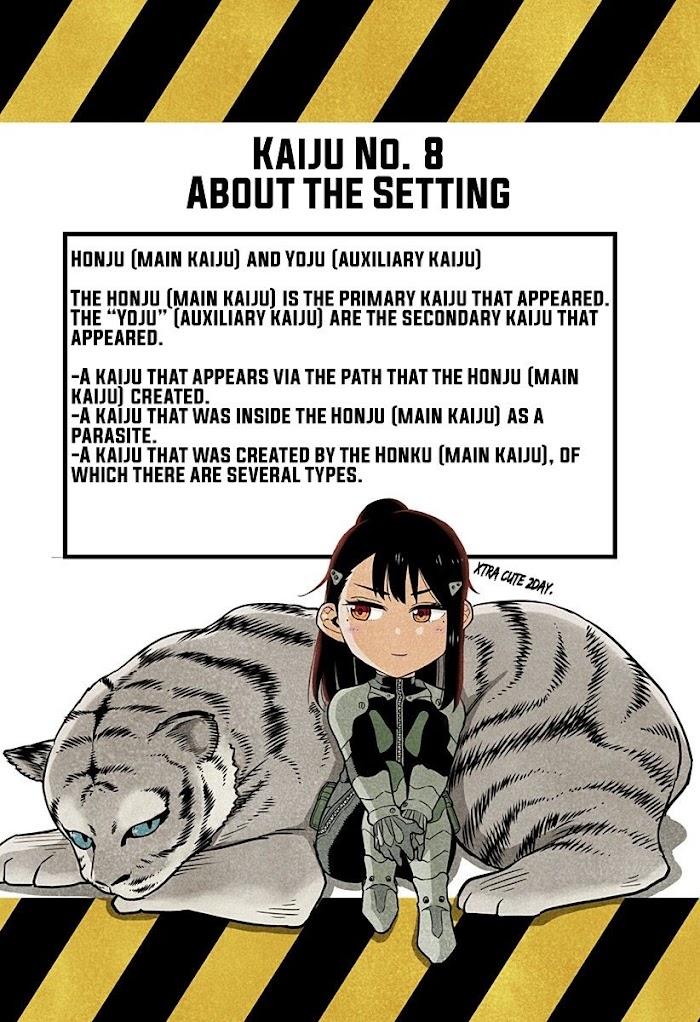 KAIJU NO. 8
ABOUT THE SETTING
HONJU (MAIN KAIJU) AND YOJU (AUXILIARY KAIJU)
THE HONJU (MAIN KAIJU) IS THE PRIMARY KAIJU THAT APPEARED.
THE "YOJU" (AUXILIARY KAIJU) ARE THE SECONDARY KAIJU THAT
APPEARED.
-A KAIJU THAT APPEARS VIA THE PATH THAT THE HONJU (MAIN
KAIJU) CREATED.
-A KAIJU THAT WAS INSIDE THE HONJU (MAIN KAIJU) AS A
PARASITE.
-A KAIJU THAT WAS CREATED BY THE HONKU (MAIN KAIJU), OF
WHICH THERE ARE SEVERAL TYPES.
XTRA CUTE 2DAY.